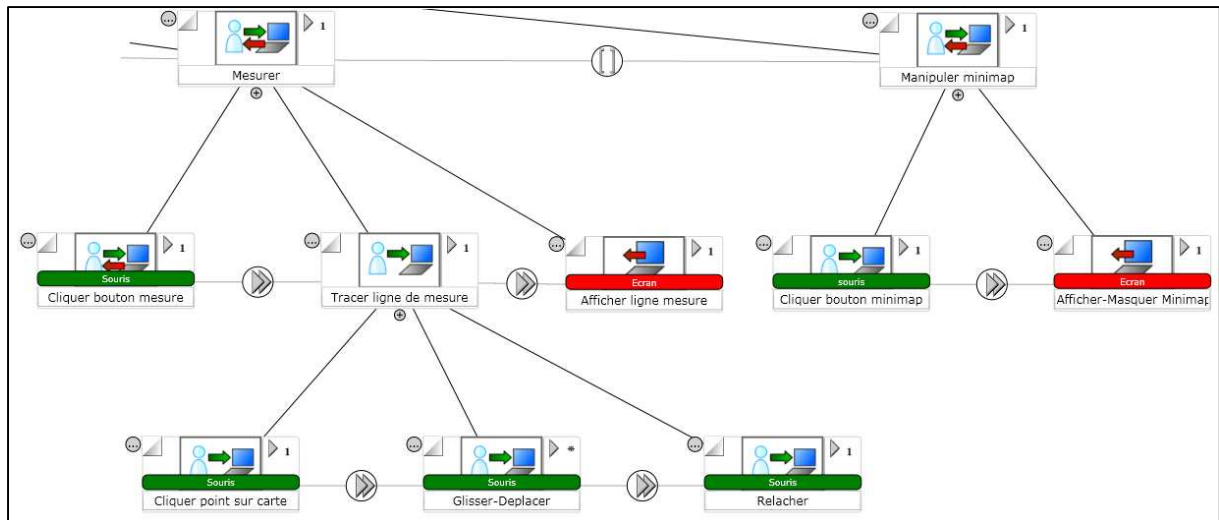 1
1
Mesurer
Manipuler minimap
1
1
1
1
1
Souris
Ecran
souris
Ecran
Cliquer bouton mesure
Tracer ligne de mesure
Afficher ligne mesure
Cliquer bouton minimap
Afficher-Masquer Minimap
1
*
1
Souris
Souris
Souris
Cliquer point sur carte
Glisser-Deplacer
Relacher